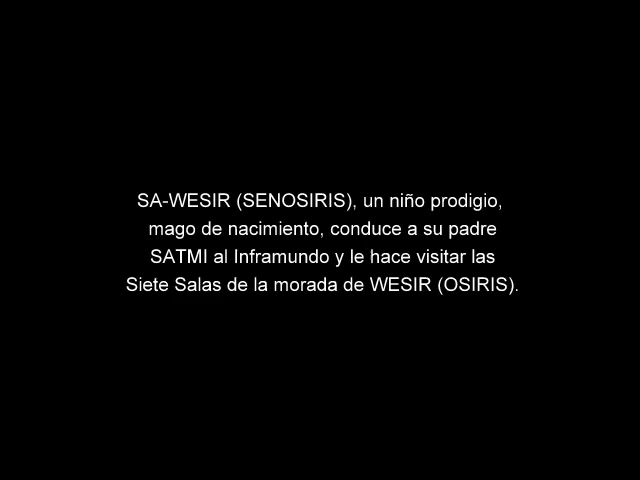 SA-WESIR (SENOSIRIS), un niño prodigio,
mago de nacimiento, conduce a su padre
SATMI al Inframundo y le hace visitar las
Siete Salas de la morada de WESIR (OSIRIS).